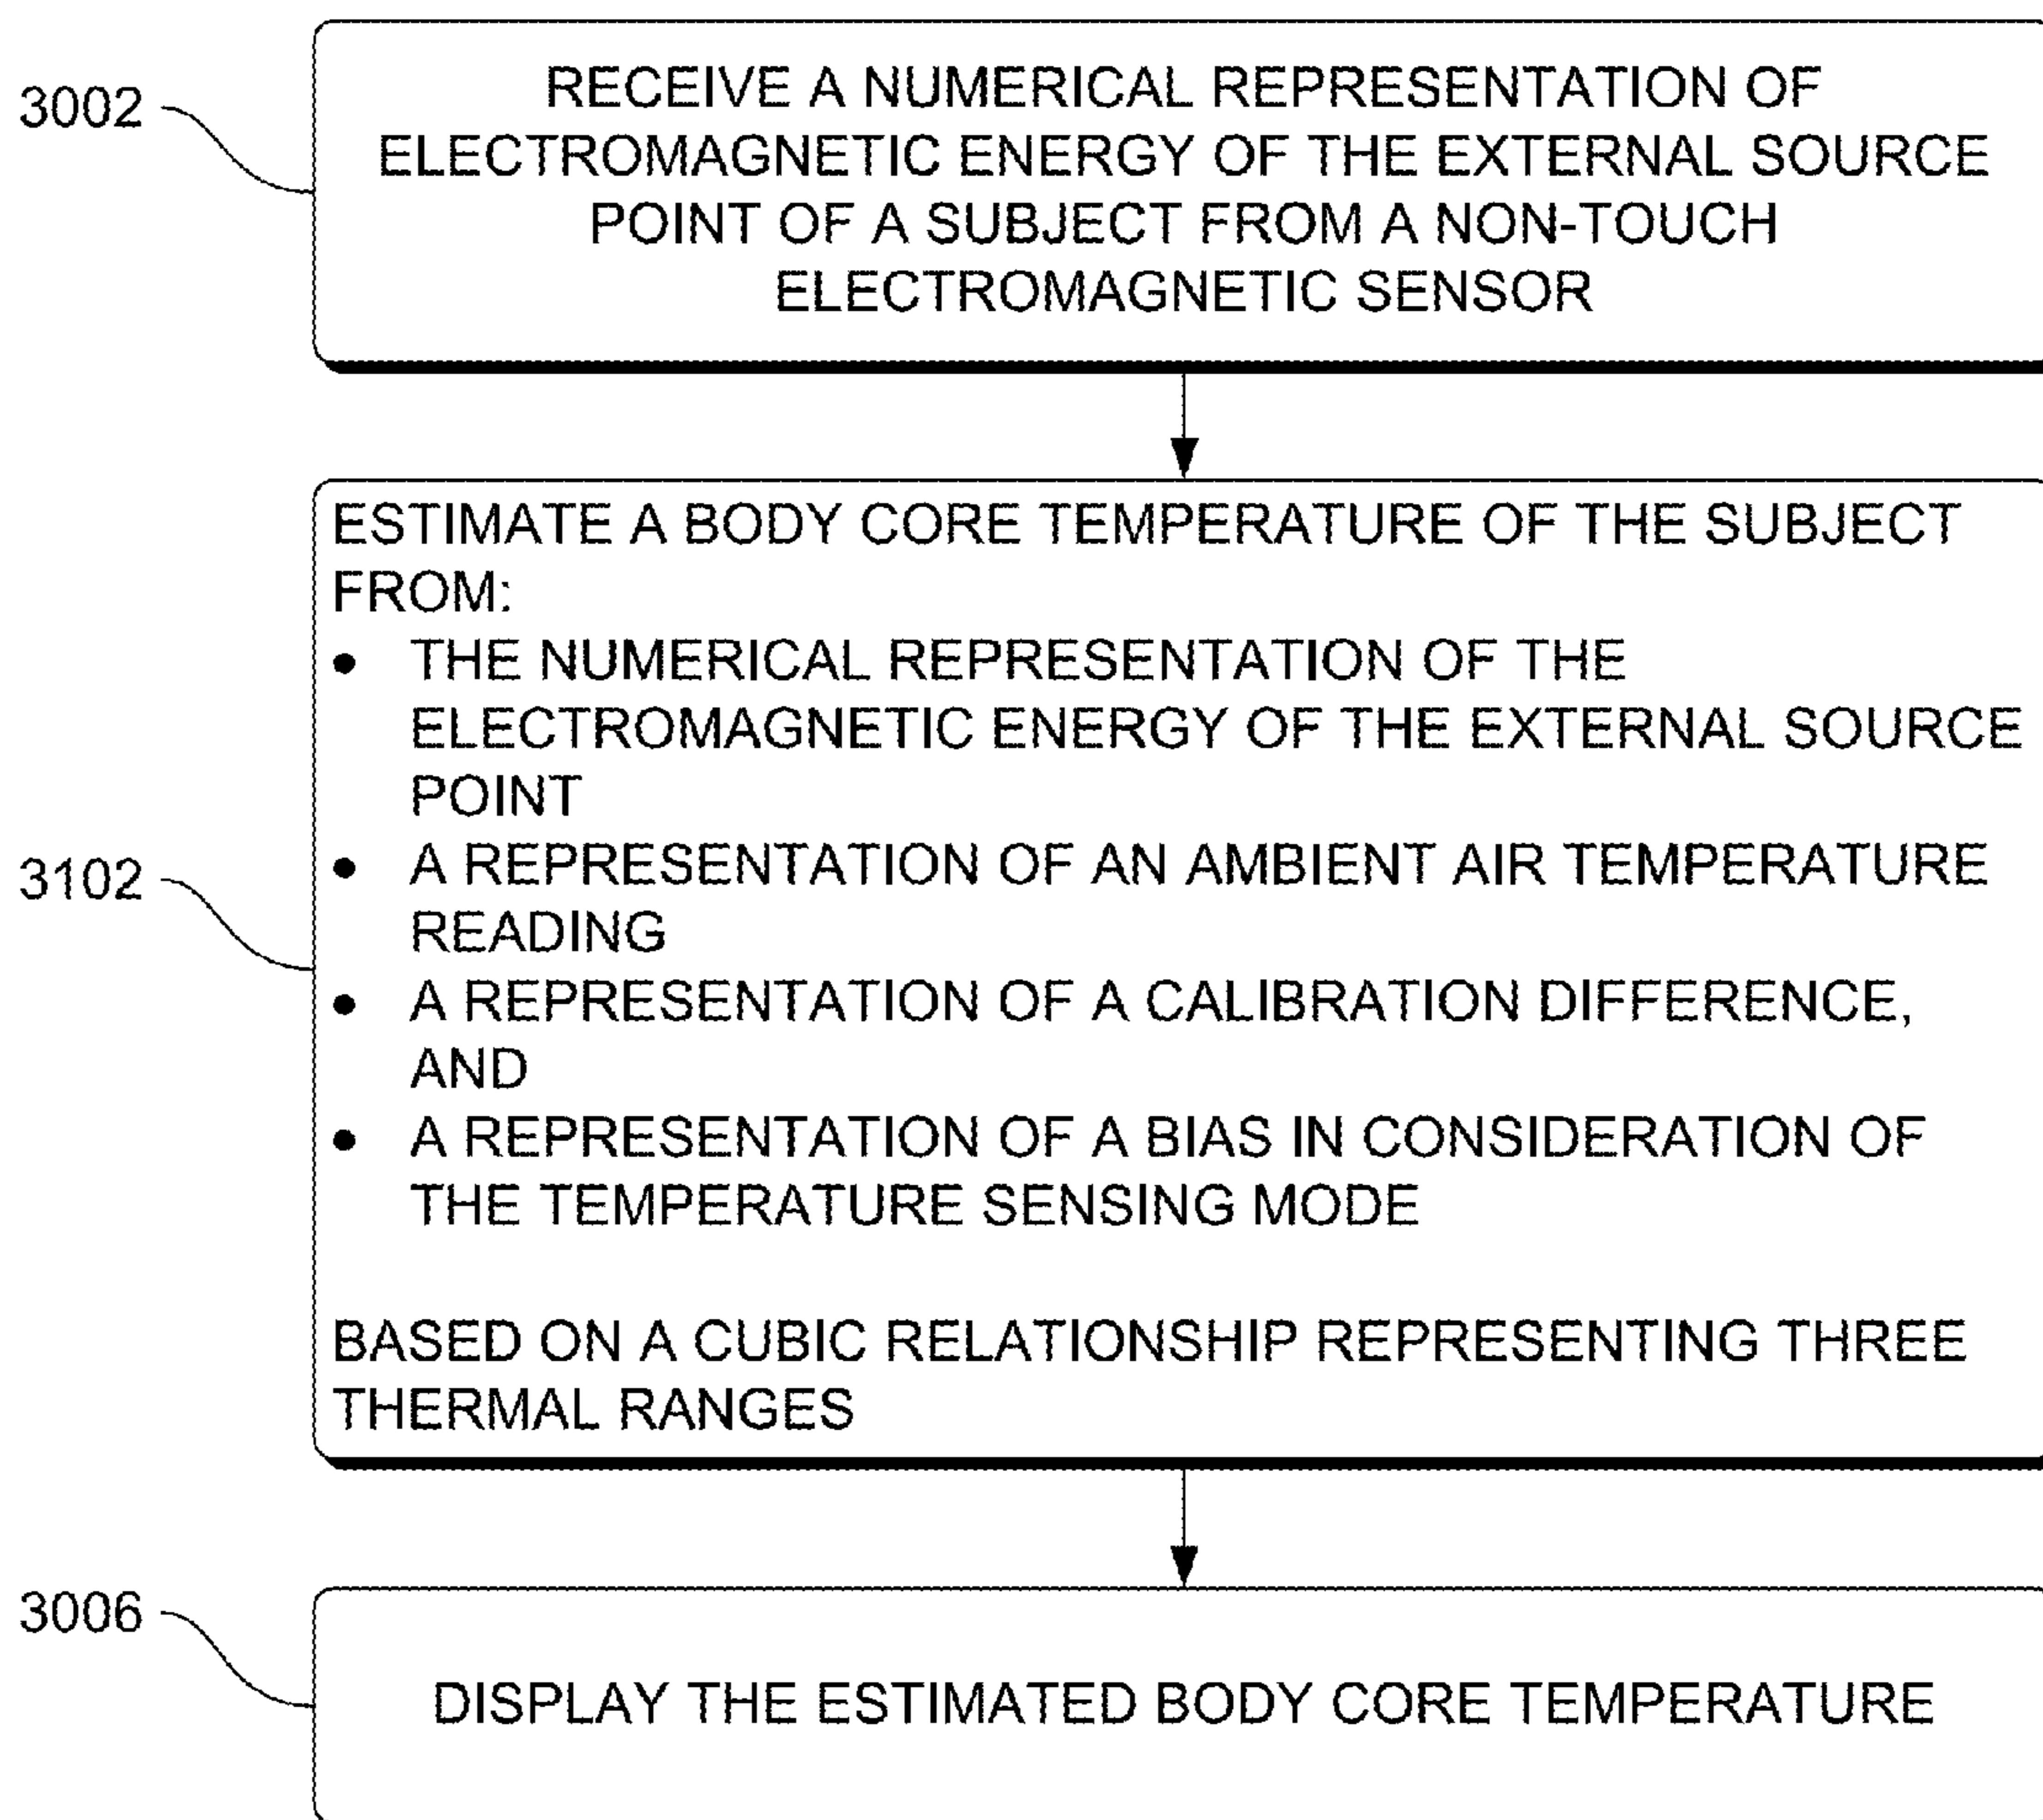 3002
RECEIVE A NUMERICAL REPRESENTATION OF
ELECTROMAGNETIC ENERGY OF THE EXTERNAL SOURCE
POINT OF A SUBJECT FROM A NON-TOUCH
ELECTROMAGNETIC SENSOR
3102
ESTIMATE A BODY CORE TEMPERATURE OF THE SUBJECT
FROM:
• THE NUMERICAL REPRESENTATION OF THE
ELECTROMAGNETIC ENERGY OF THE EXTERNAL SOURCE
POINT
• A REPRESENTATION OF AN AMBIENT AIR TEMPERATURE
READING
• A REPRESENTATION OF A CALIBRATION DIFFERENCE,
AND
• A REPRESENTATION OF A BIAS IN CONSIDERATION OF
THE TEMPERATURE SENSING MODE
BASED ON A CUBIC RELATIONSHIP REPRESENTING THREE
THERMAL RANGES
3006
DISPLAY THE ESTIMATED BODY CORE TEMPERATURE